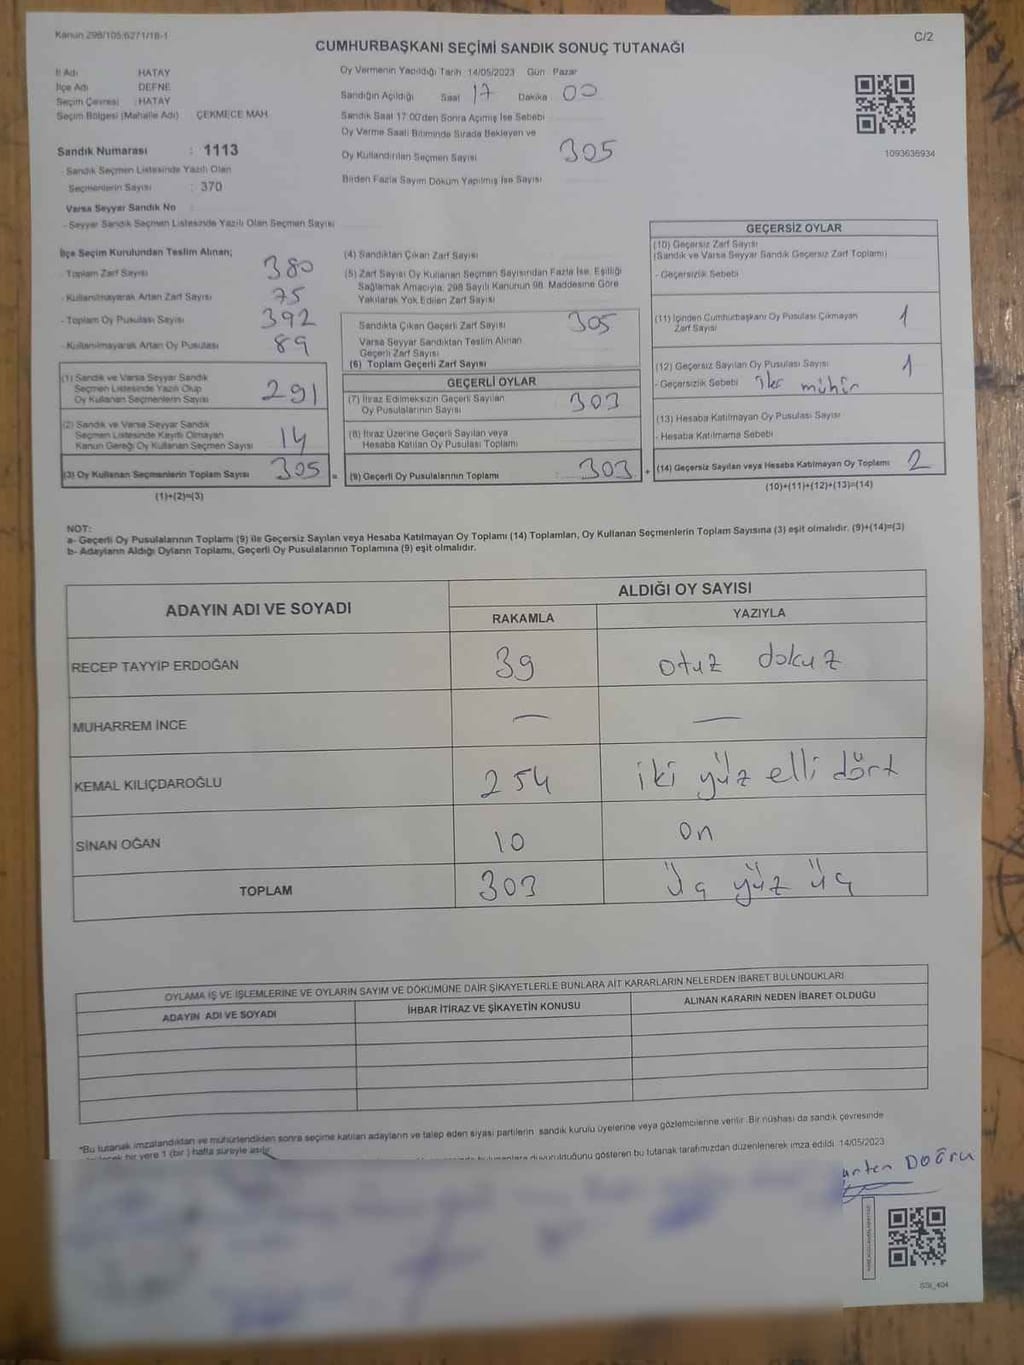 Kanun 298/105;6271/18-1
C/2
CUMHURBAŞKANI SEÇİMİ SANDIK SONUÇ TUTANAĞI
İl Adı HATAY
İlçe Adı DEFNE
Seçim Çevresi : HATAY
Seçim Bölgesi (Mahalle Adı) ÇEKMECE MAH.
Sandık Numarası : 1113
- Sandık Seçmen Listesinde Yazılı Olan
Seçmenlerin Sayısı : 370
Varsa Seyyar Sandık No
- Seyyar Sandık Seçmen Listesinde Yazılı Olan Seçmen Sayısı
Oy Vermenin Yapıldığı Tarih : 14/05/2023 Gün : Pazar
Sandığın Açıldığı Saat 17 Dakika 00
Sandık Saat 17:00'den Sonra Açılmış İse Sebebi
Oy Verme Saati Bitiminde Sırada Bekleyen ve
Oy Kullandırılan Seçmen Sayısı 305
Birden Fazla Sayım Döküm Yapılmış İse Sayısı
1093636934
İlçe Seçim Kurulundan Teslim Alınan;
- Toplam Zarf Sayısı 380
- Kullanılmayarak Artan Zarf Sayısı 75
- Toplam Oy Pusulası Sayısı 392
- Kullanılmayarak Artan Oy Pusulası 89
(1) Sandık ve Varsa Seyyar Sandık
Seçmen Listesinde Yazılı Olup
Oy Kullanan Seçmenlerin Sayısı 291
(2) Sandık ve Varsa Seyyar Sandık
Seçmen Listesinde Kayıtlı Olmayan
Kanun Gereği Oy Kullanan Seçmen Sayısı 14
(3) Oy Kullanan Seçmenlerin Toplam Sayısı 305 =
(1)+(2)=(3)
(4) Sandıktan Çıkan Zarf Sayısı
(5) Zarf Sayısı Oy Kullanan Seçmen Sayısından Fazla İse, Eşitliği
Sağlamak Amacıyla; 298 Sayılı Kanunun 98. Maddesine Göre
Yakılarak Yok Edilen Zarf Sayısı
Sandıkta Çıkan Geçerli Zarf Sayısı 305
Varsa Seyyar Sandıktan Teslim Alınan
Geçerli Zarf Sayısı
(6) Toplam Geçerli Zarf Sayısı
GEÇERLİ OYLAR
(7) İtiraz Edilmeksizin Geçerli Sayılan
Oy Pusulalarının Sayısı 303
(8) İtiraz Üzerine Geçerli Sayılan veya
Hesaba Katılan Oy Pusulası Toplamı
(9) Geçerli Oy Pusulalarının Toplamı : 303 +
GEÇERSİZ OYLAR
(10) Geçersiz Zarf Sayısı
(Sandık ve Varsa Seyyar Sandık Geçersiz Zarf Toplamı)
- Geçersizlik Sebebi
(11) İçinden Cumhurbaşkanı Oy Pusulası Çıkmayan
Zarf Sayısı 1
(12) Geçersiz Sayılan Oy Pusulası Sayısı 1
- Geçersizlik Sebebi iki mühür
(13) Hesaba Katılmayan Oy Pusulası Sayısı
- Hesaba Katılmama Sebebi
(14) Geçersiz Sayılan veya Hesaba Katılmayan Oy Toplamı 2
(10)+(11)+(12)+(13)=(14)
NOT:
a- Geçerli Oy Pusulalarının Toplamı (9) ile Geçersiz Sayılan veya Hesaba Katılmayan Oy Toplamı (14) Toplamları, Oy Kullanan Seçmenlerin Toplam Sayısına (3) eşit olmalıdır. (9)+(14)=(3)
b- Adayların Aldığı Oyların Toplamı, Geçerli Oy Pusulalarının Toplamına (9) eşit olmalıdır.
ADAYIN ADI VE SOYADI ALDIĞI OY SAYISI
RAKAMLA YAZIYLA
RECEP TAYYİP ERDOĞAN 39 otuz dokuz
MUHARREM İNCE — —
KEMAL KILIÇDAROĞLU 254 iki yüz elli dört
SİNAN OĞAN 10 on
TOPLAM 303 üç yüz üç
OYLAMA İŞ VE İŞLEMLERİNE VE OYLARIN SAYIM VE DÖKÜMÜNE DAİR ŞİKAYETLERLE BUNLARA AİT KARARLARIN NELERDEN İBARET BULUNDUKLARI
ADAYIN ADI VE SOYADI İHBAR İTİRAZ VE ŞİKAYETİN KONUSU ALINAN KARARIN NEDEN İBARET OLDUĞU
*Bu tutanak imzalandıktan ve mühürlendikten sonra seçime katılan adayların ve talep eden siyasi partilerin sandık kurulu üyelerine veya gözlemcilerine verilir. Bir nüshası da sandık çevresinde
bir yere 1 (bir) hafta süreyle asılır.
duyurulduğunu gösteren bu tutanak tarafımızdan düzenlenerek imza edildi. 14/05/2023
DOĞRU
SSI_404